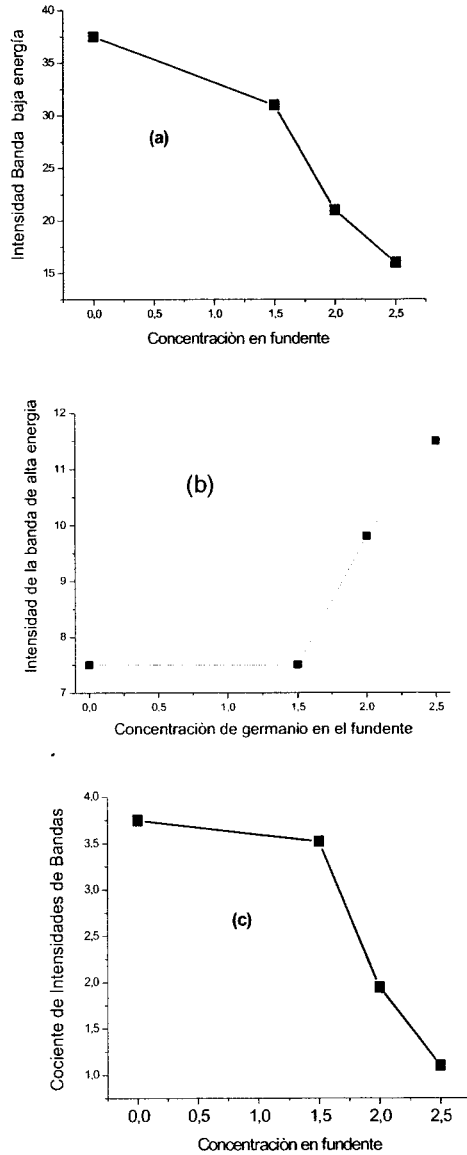 40
35
30
25
20
15
Intensidad Banda baja energía
(a)
0,0 0,5 1,0 1,5 2,0 2,5
Concentraciòn en fundente
12
11
10
9
8
7
Intensidad de la banda de alta energía
(b)
0,0 0,5 1,0 1,5 2,0 2,5
Concentraciòn de germanio en el fundente
4,0
3,5
3,0
2,5
2,0
1,5
1,0
Cociente de Intensidades de Bandas
(c)
0,0 0,5 1,0 1,5 2,0 2,5
Concentraciòn en fundente